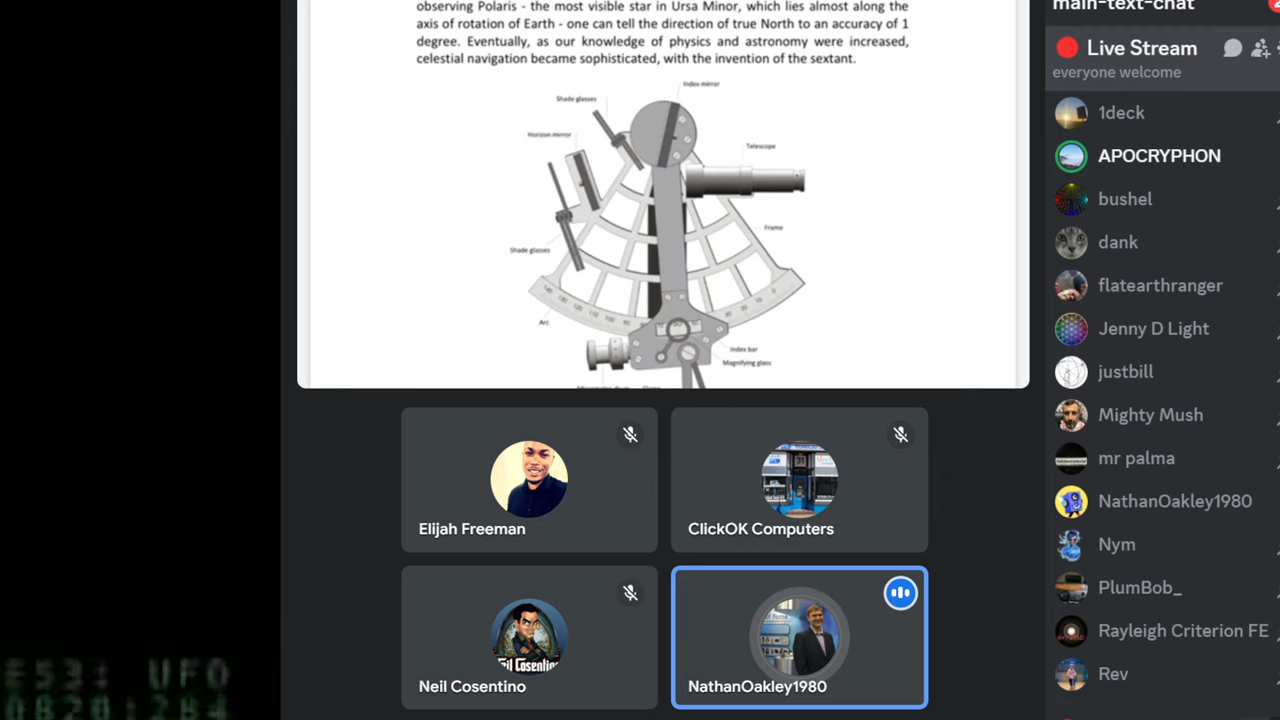 observing Polaris - the most visible star in Ursa Minor, which lies almost along the
axis of rotation of Earth - one can tell the direction of true North to an accuracy of 1
degree. Eventually, as our knowledge of physics and astronomy were increased,
celestial navigation became sophisticated, with the invention of the sextant.
Index mirror
Shade glasses
Horizon mirror
Telescope
Frame
Shade glasses
Arc
Index bar
Magnifying glass
Elijah Freeman
ClickOK Computers
Neil Cosentino
NathanOakley1980
main-text-chat
Live Stream
everyone welcome
1deck
APOCRYPHON
bushel
dank
flatearthranger
Jenny D Light
justbill
Mighty Mush
mr palma
NathanOakley1980
Nym
PlumBob_
Rayleigh Criterion FE
Rev